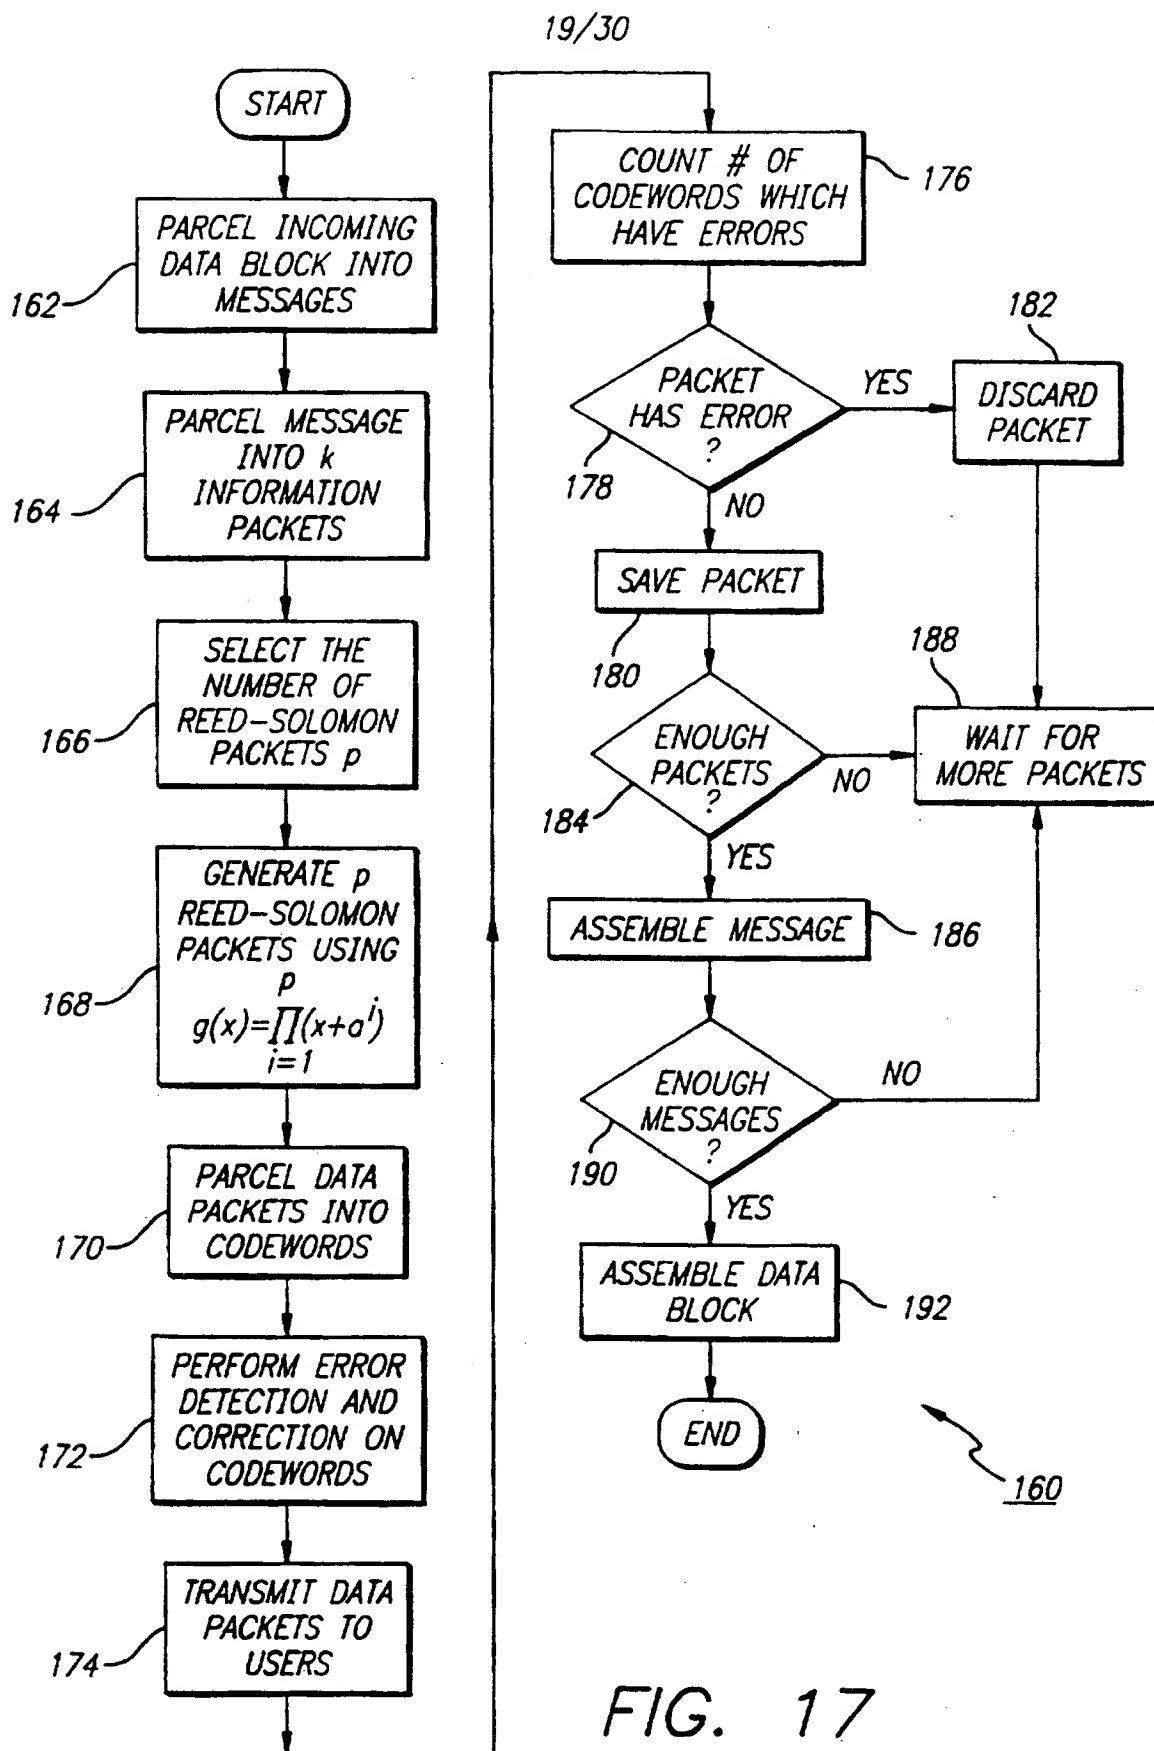 19/30
START
PARCEL INCOMING
DATA BLOCK INTO
MESSAGES
162
PARCEL MESSAGE
INTO k
INFORMATION
PACKETS
164
SELECT THE
NUMBER OF
REED-SOLOMON
PACKETS p
166
GENERATE p
REED-SOLOMON
PACKETS USING
p
g(x)=∏(x+a^i)
i=1
168
PARCEL DATA
PACKETS INTO
CODEWORDS
170
PERFORM ERROR
DETECTION AND
CORRECTION ON
CODEWORDS
172
TRANSMIT DATA
PACKETS TO
USERS
174
COUNT # OF
CODEWORDS WHICH
HAVE ERRORS
176
PACKET
HAS ERROR
?
178
YES
182
DISCARD
PACKET
NO
SAVE PACKET
180
ENOUGH
PACKETS
?
184
NO
188
WAIT FOR
MORE PACKETS
YES
ASSEMBLE MESSAGE
186
ENOUGH
MESSAGES
?
190
NO
YES
ASSEMBLE DATA
BLOCK
192
END
160
FIG. 17